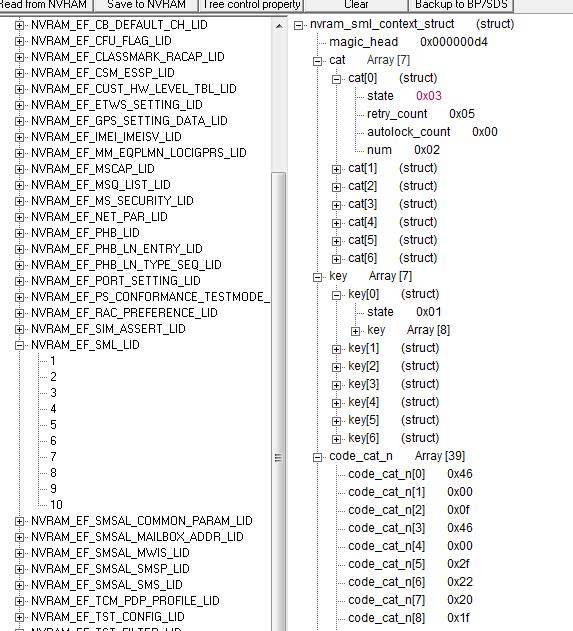 Read from NVRAM Save to NVRAM Tree control property Clear Backup to BP/SDS
NVRAM_EF_CB_DEFAULT_CH_LID
NVRAM_EF_CFU_FLAG_LID
NVRAM_EF_CLASSMARK_RACAP_LID
NVRAM_EF_CSM_ESSP_LID
NVRAM_EF_CUST_HW_LEVEL_TBL_LID
NVRAM_EF_ETWS_SETTING_LID
NVRAM_EF_GPS_SETTING_DATA_LID
NVRAM_EF_IMEI_IMEISV_LID
NVRAM_EF_MM_EQPLMN_LOCIGPRS_LID
NVRAM_EF_MSCAP_LID
NVRAM_EF_MSQ_LIST_LID
NVRAM_EF_MS_SECURITY_LID
NVRAM_EF_NET_PAR_LID
NVRAM_EF_PHB_LID
NVRAM_EF_PHB_LN_ENTRY_LID
NVRAM_EF_PHB_LN_TYPE_SEQ_LID
NVRAM_EF_PORT_SETTING_LID
NVRAM_EF_PS_CONFORMANCE_TESTMODE_
NVRAM_EF_RAC_PREFERENCE_LID
NVRAM_EF_SIM_ASSERT_LID
NVRAM_EF_SML_LID
1
2
3
4
5
6
7
8
9
10
NVRAM_EF_SMSAL_COMMON_PARAM_LID
NVRAM_EF_SMSAL_MAILBOX_ADDR_LID
NVRAM_EF_SMSAL_MWIS_LID
NVRAM_EF_SMSAL_SMSP_LID
NVRAM_EF_SMSAL_SMS_LID
NVRAM_EF_TCM_PDP_PROFILE_LID
NVRAM_EF_TST_CONFIG_LID
NVRAM_EF_TST_FILTER_LID
nvram_sml_context_struct (struct)
magic_head 0x000000d4
cat Array [7]
cat[0] (struct)
state 0x03
retry_count 0x05
autolock_count 0x00
num 0x02
cat[1] (struct)
cat[2] (struct)
cat[3] (struct)
cat[4] (struct)
cat[5] (struct)
cat[6] (struct)
key Array [7]
key[0] (struct)
state 0x01
key Array [8]
key[1] (struct)
key[2] (struct)
key[3] (struct)
key[4] (struct)
key[5] (struct)
key[6] (struct)
code_cat_n Array [39]
code_cat_n[0] 0x46
code_cat_n[1] 0x00
code_cat_n[2] 0x0f
code_cat_n[3] 0x46
code_cat_n[4] 0x00
code_cat_n[5] 0x2f
code_cat_n[6] 0x22
code_cat_n[7] 0x20
code_cat_n[8] 0x1f